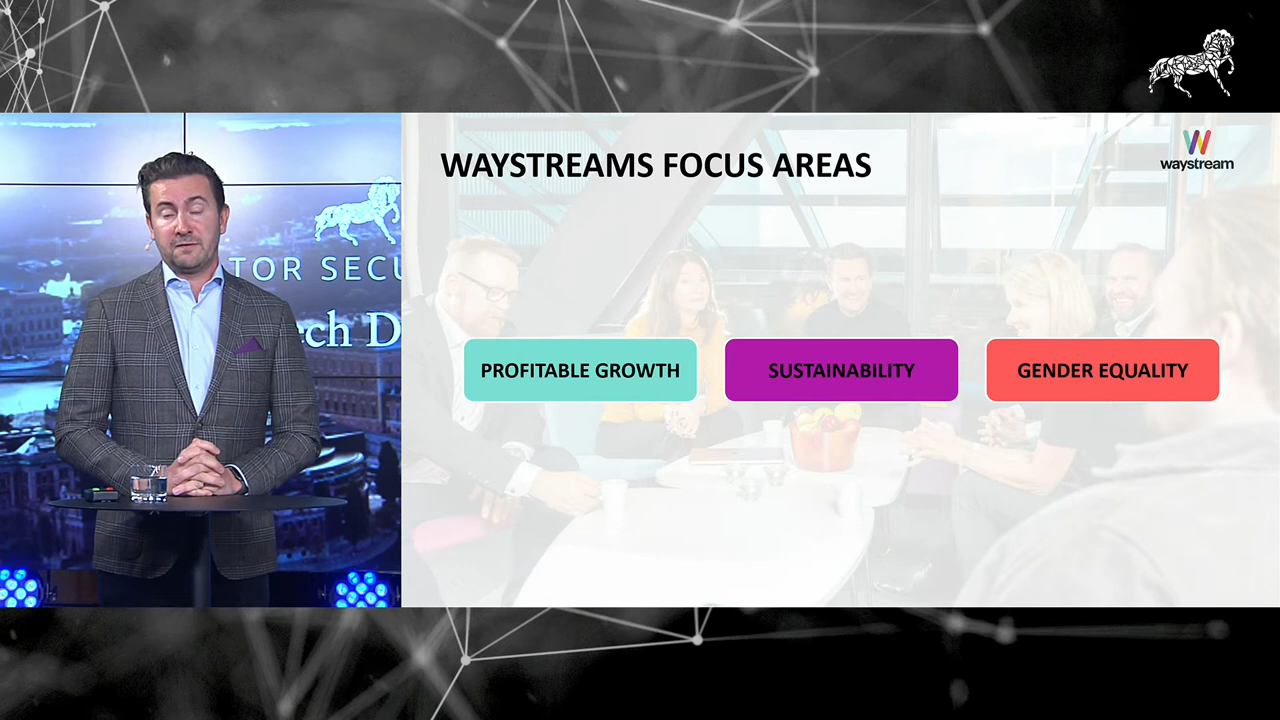 TOR SECU
ech D
WAYSTREAMS FOCUS AREAS
waystream
PROFITABLE GROWTH
SUSTAINABILITY
GENDER EQUALITY